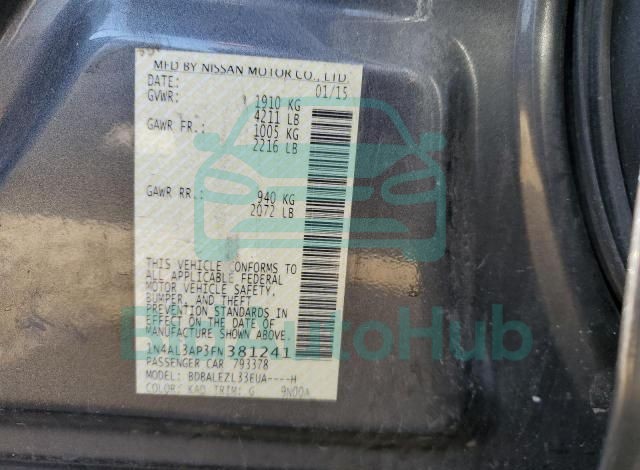 MFD BY NISSAN MOTOR CO., LTD.
DATE: 01/15
GVWR: 1910 KG
4211 LB
GAWR FR.: 1005 KG
2216 LB
GAWR RR.: 940 KG
2072 LB
THIS VEHICLE CONFORMS TO
ALL APPLICABLE FEDERAL
MOTOR VEHICLE SAFETY,
BUMPER, AND THEFT
PREVENTION STANDARDS IN
EFFECT ON THE DATE OF
MANUFACTURE SHOWN ABOVE.
1N4AL3AP3FN381241
PASSENGER CAR 793378
MODEL: BDBALEZL33EUA----H
COLOR: KAD TRIM: G 9N00A
AutoHub